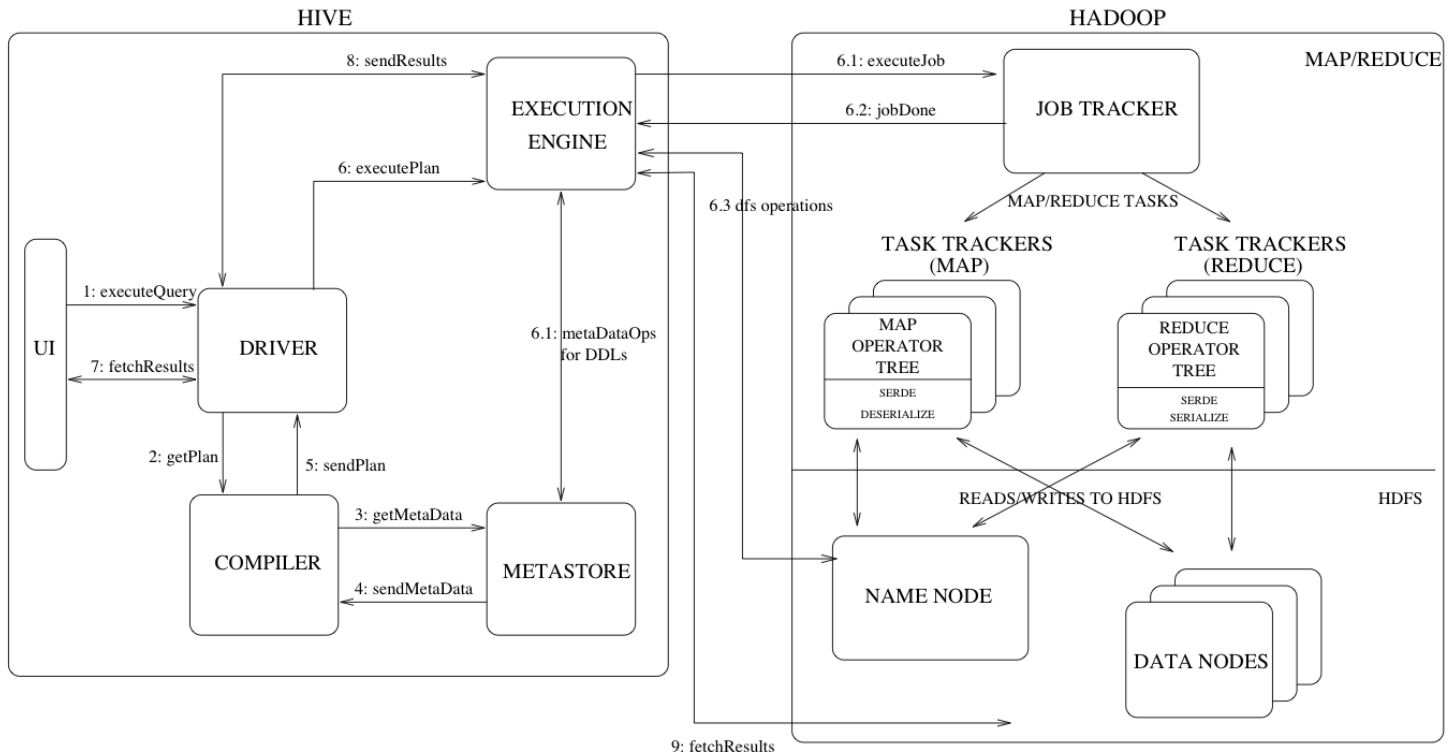 HIVE
HADOOP
MAP/REDUCE
8: sendResults
6.1: executeJob
EXECUTION
ENGINE
JOB TRACKER
6.2: jobDone
6: executePlan
6.3 dfs operations
MAP/REDUCE TASKS
TASK TRACKERS
(MAP)
TASK TRACKERS
(REDUCE)
1: executeQuery
UI
DRIVER
7: fetchResults
6.1: metaDataOps
for DDLs
MAP
OPERATOR
TREE
SERDE
DESERIALIZE
REDUCE
OPERATOR
TREE
SERDE
SERIALIZE
2: getPlan
5: sendPlan
READS/WRITES TO HDFS
HDFS
3: getMetaData
COMPILER
METASTORE
4: sendMetaData
NAME NODE
DATA NODES
9: fetchResults